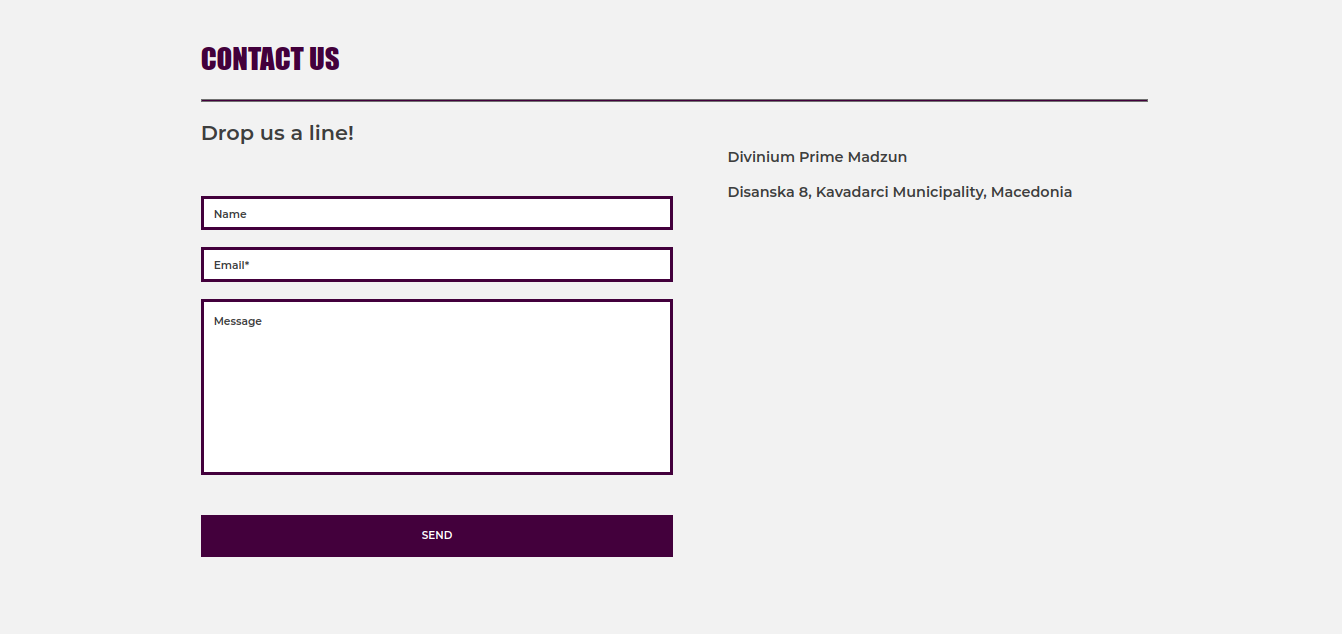 CONTACT US
Drop us a line!
Name
Email*
Message
SEND
Divinium Prime Madzun
Disanska 8, Kavadarci Municipality, Macedonia